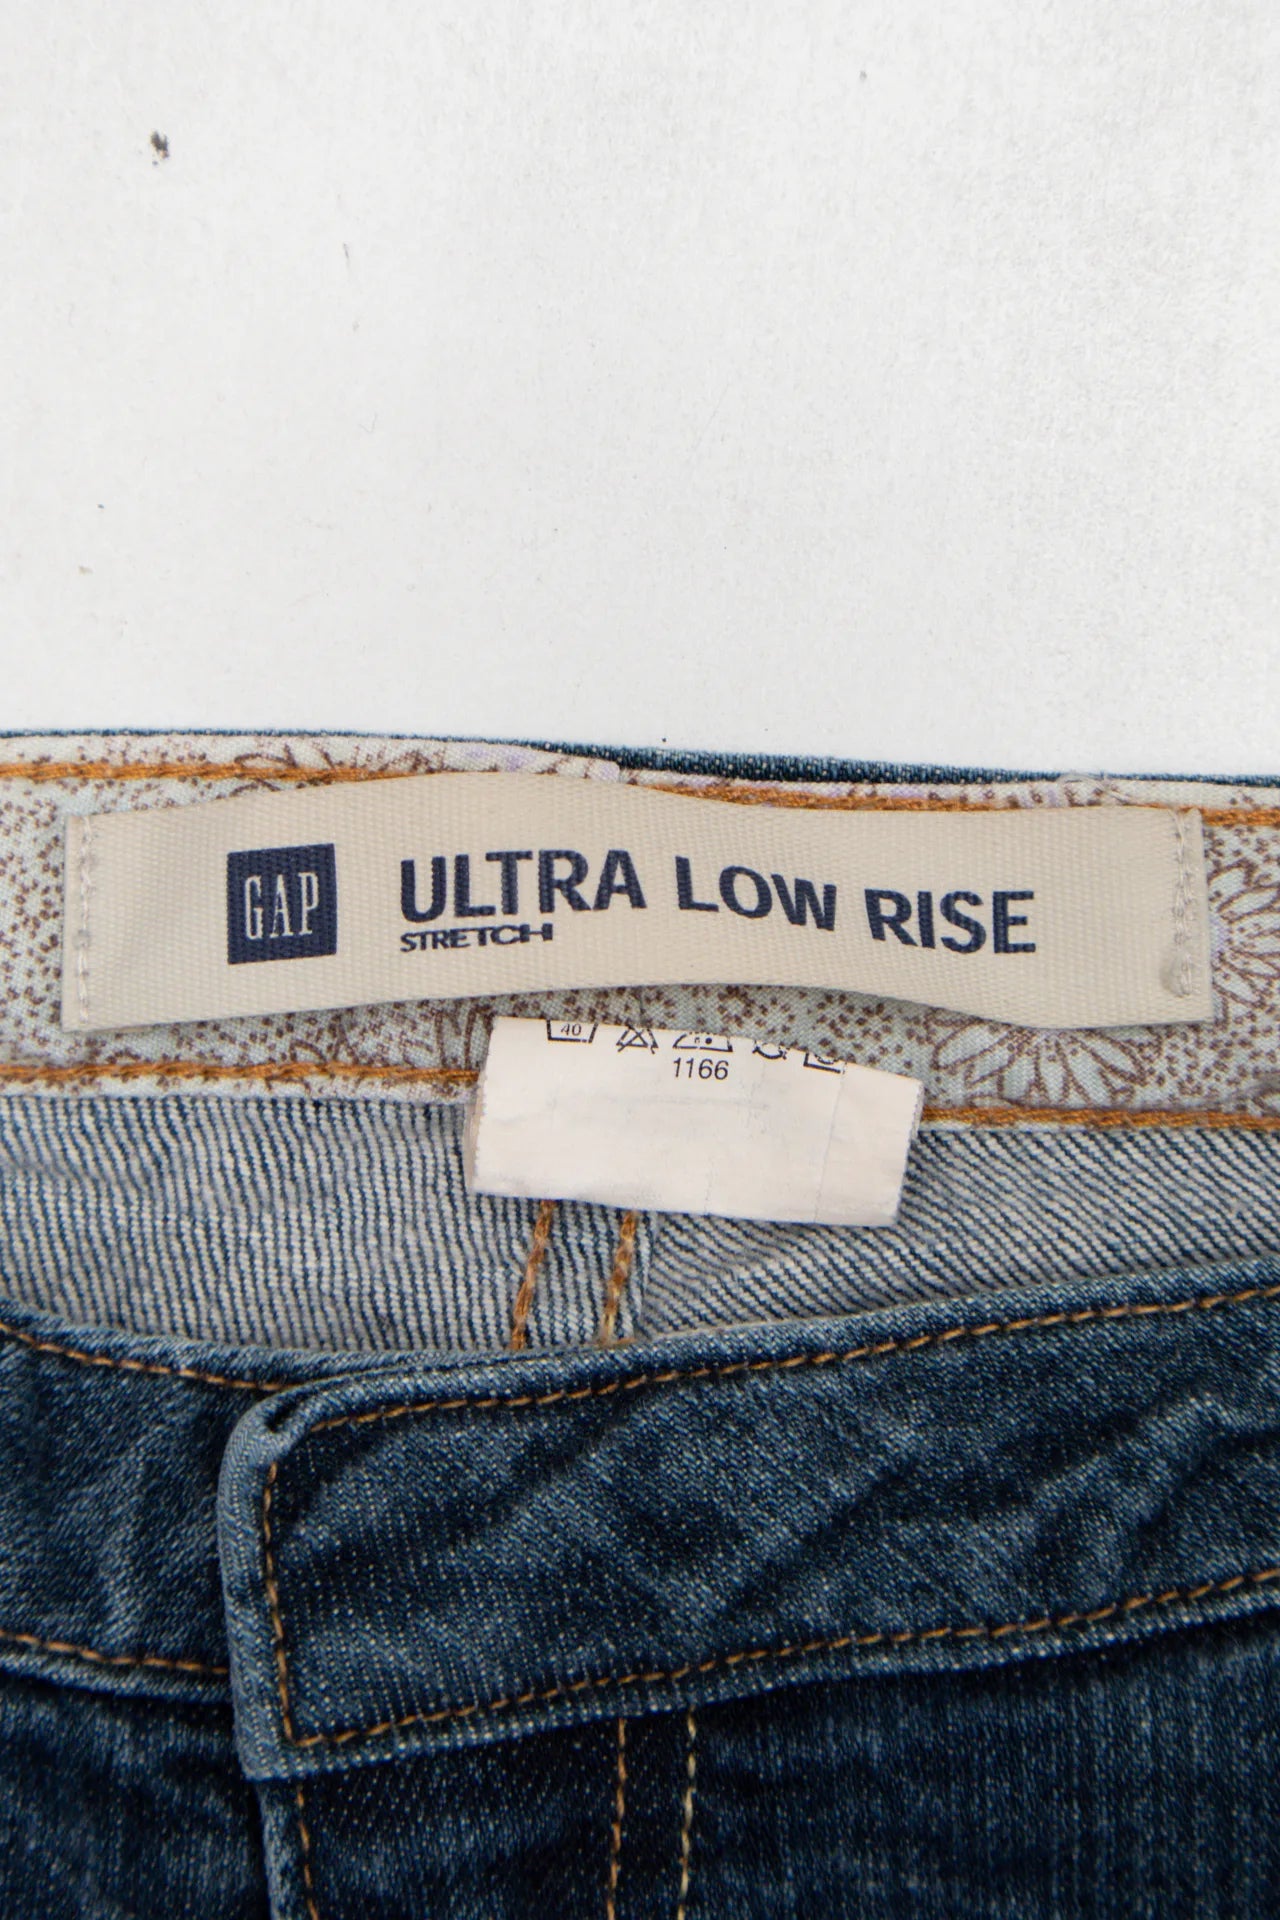 GAP
ULTRA LOW RISE
STRETCH
40
1166